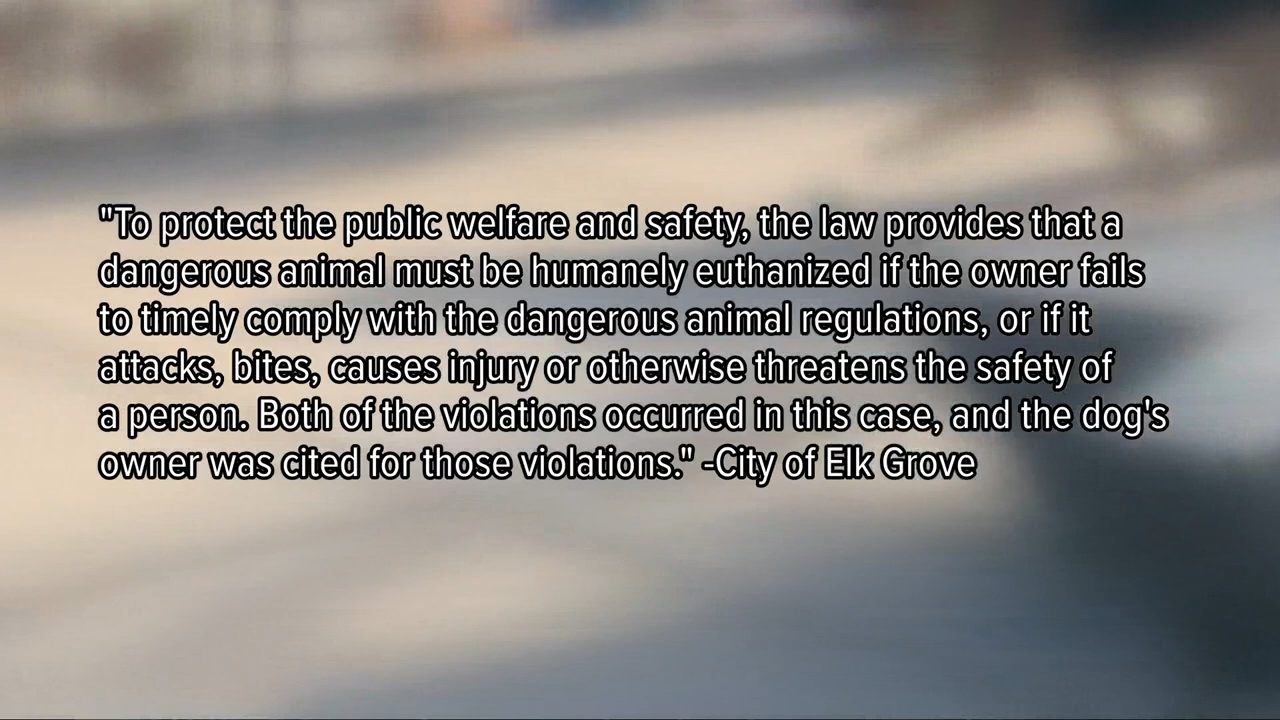 "To protect the public welfare and safety, the law provides that a
dangerous animal must be humanely euthanized if the owner fails
to timely comply with the dangerous animal regulations, or if it
attacks, bites, causes injury or otherwise threatens the safety of
a person. Both of the violations occurred in this case, and the dog's
owner was cited for those violations." -City of Elk Grove